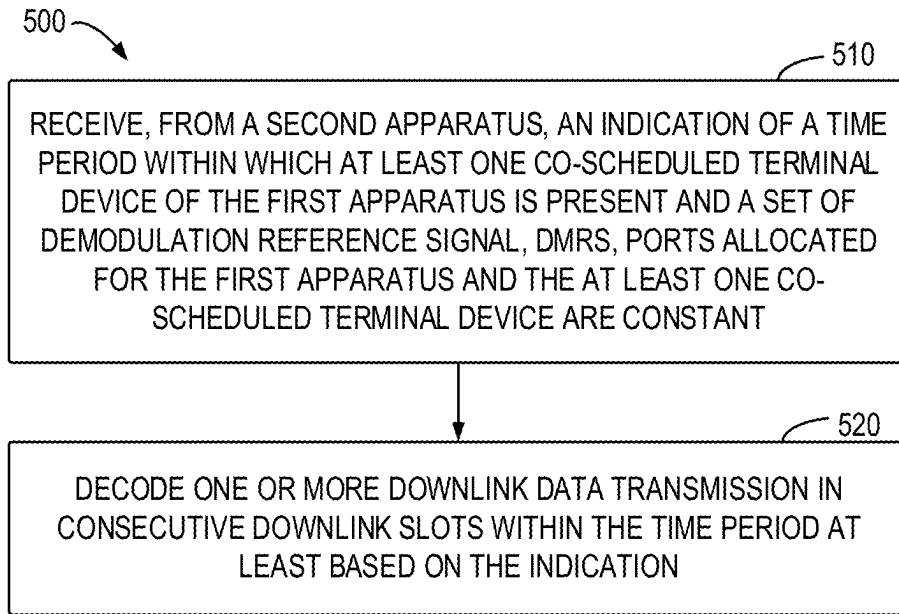 500
510
RECEIVE, FROM A SECOND APPARATUS, AN INDICATION OF A TIME
PERIOD WITHIN WHICH AT LEAST ONE CO-SCHEDULED TERMINAL
DEVICE OF THE FIRST APPARATUS IS PRESENT AND A SET OF
DEMODULATION REFERENCE SIGNAL, DMRS, PORTS ALLOCATED
FOR THE FIRST APPARATUS AND THE AT LEAST ONE CO-
SCHEDULED TERMINAL DEVICE ARE CONSTANT
520
DECODE ONE OR MORE DOWNLINK DATA TRANSMISSION IN
CONSECUTIVE DOWNLINK SLOTS WITHIN THE TIME PERIOD AT
LEAST BASED ON THE INDICATION